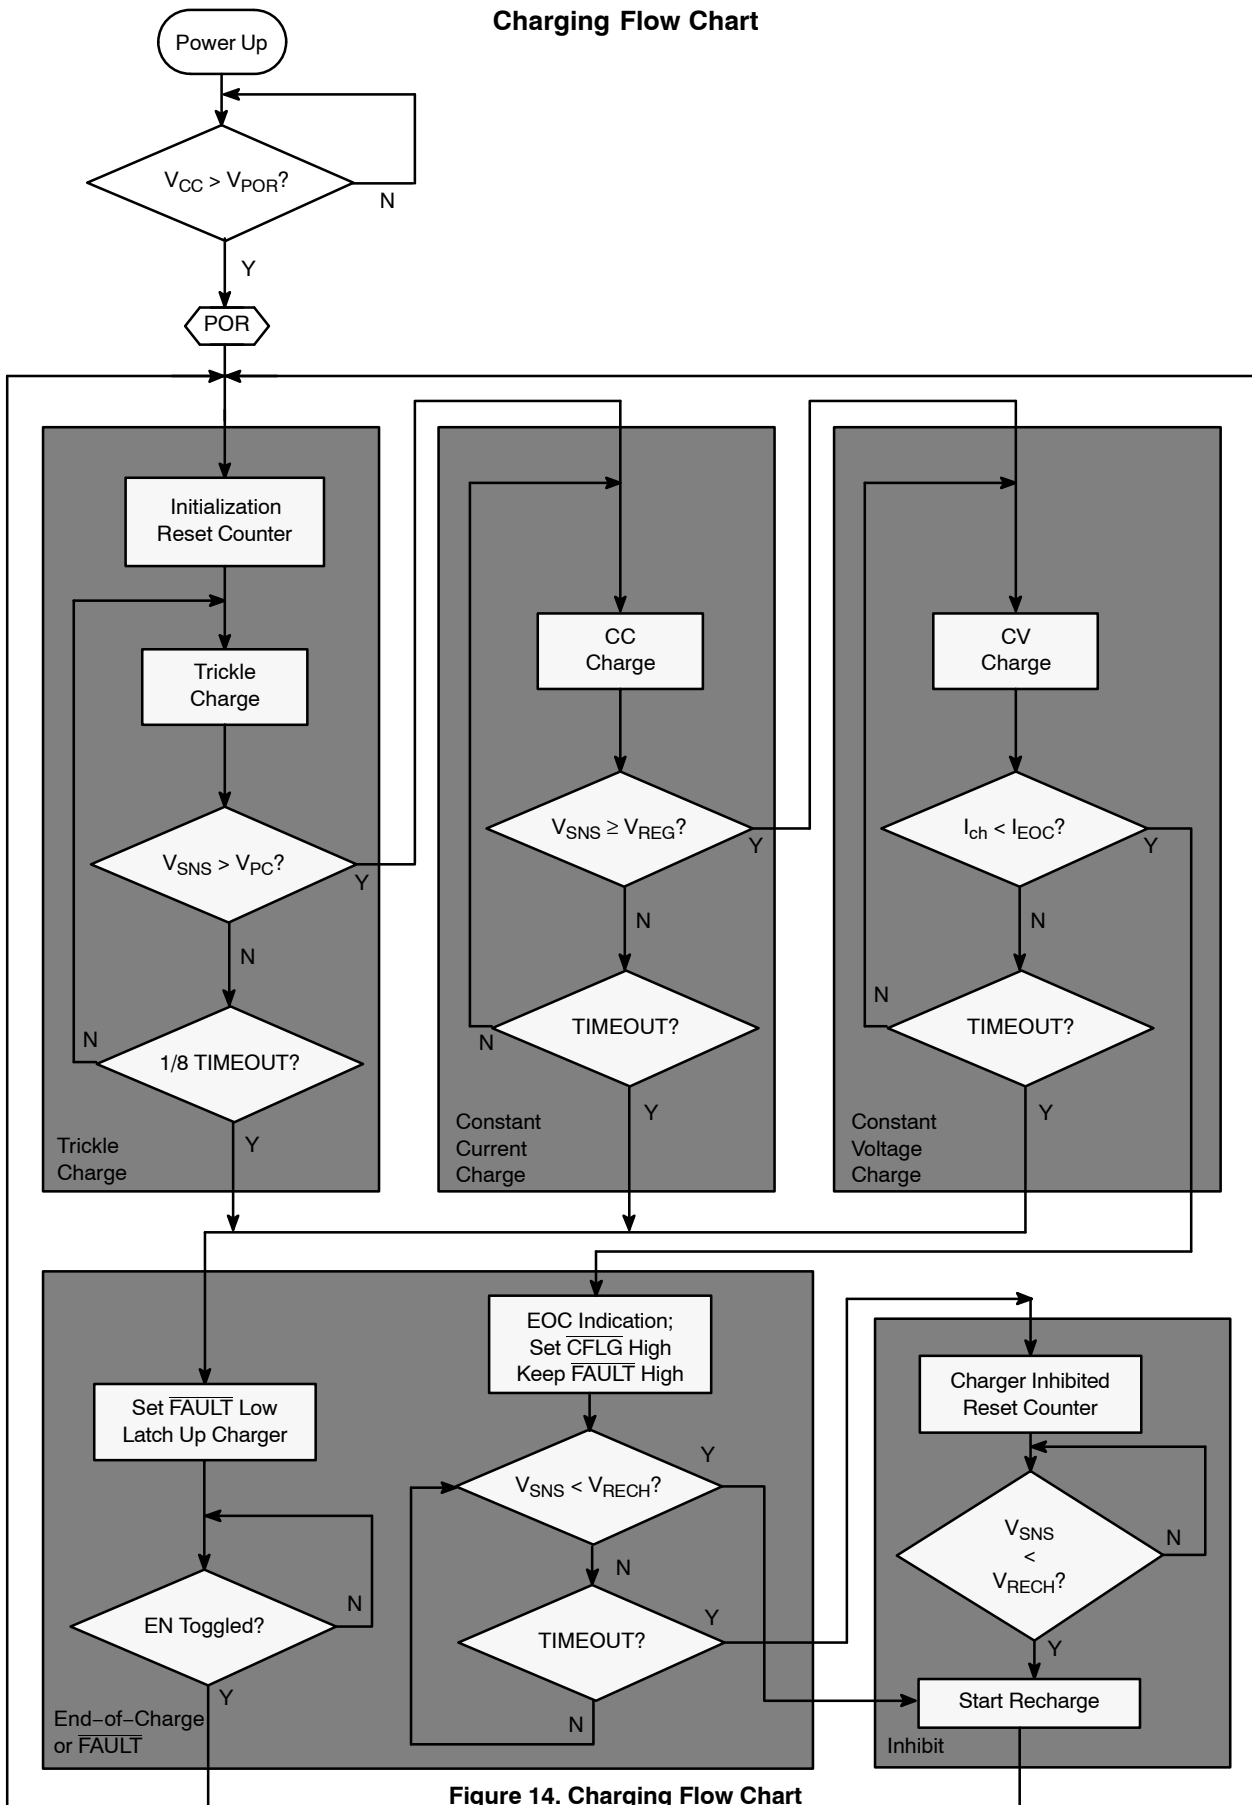 Charging Flow Chart
Power Up
VCC > VPOR?
N
Y
POR
Initialization
Reset Counter
Trickle
Charge
VSNS > VPC?
Y
N
1/8 TIMEOUT?
N
Y
Trickle
Charge
CC
Charge
VSNS ≥ VREG?
Y
N
TIMEOUT?
N
Y
Constant
Current
Charge
CV
Charge
Ich < IEOC?
Y
N
TIMEOUT?
N
Y
Constant
Voltage
Charge
Set FAULT Low
Latch Up Charger
EN Toggled?
N
Y
End−of−Charge
or FAULT
EOC Indication;
Set CFLG High
Keep FAULT High
VSNS < VRECH?
Y
N
TIMEOUT?
Y
N
Charger Inhibited
Reset Counter
VSNS
<
VRECH?
N
Y
Start Recharge
Inhibit
Figure 14. Charging Flow Chart